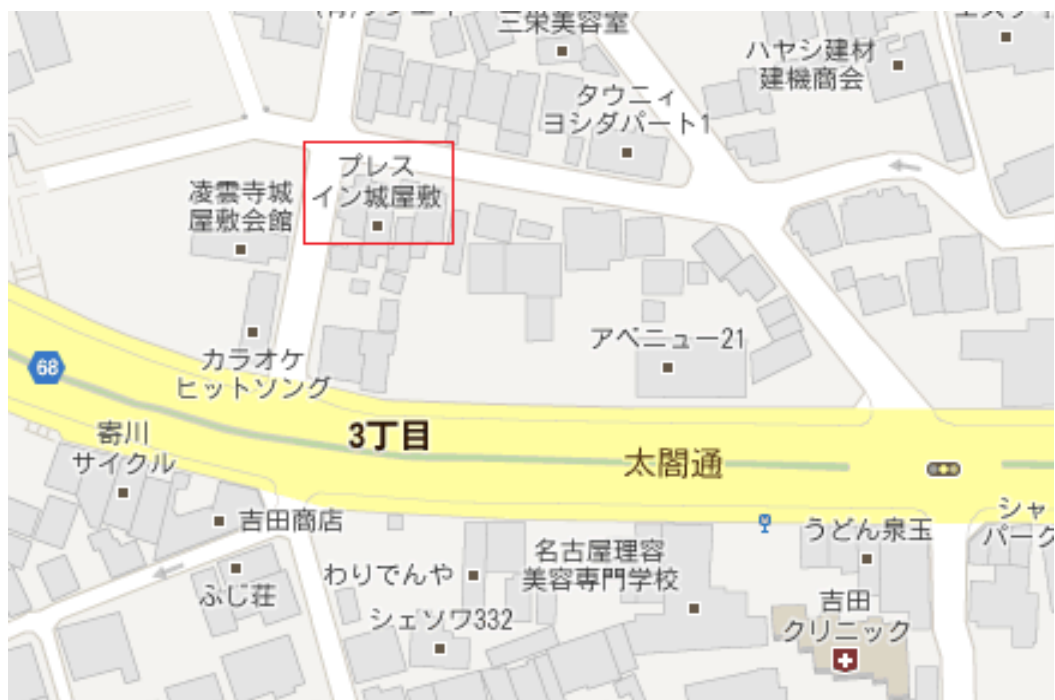 三栄美容室
ハヤシ建材
建機商会
タウニィ
ヨシダパート1
プレス
イン城屋敷
凌雲寺城
屋敷会館
アベニュー21
カラオケ
ヒットソング
68
3丁目
太閤通
寄川
サイクル
吉田商店
シャ
パーク
うどん泉玉
名古屋理容
美容専門学校
わりでんや
ふじ荘
吉田
クリニック
シェソワ332